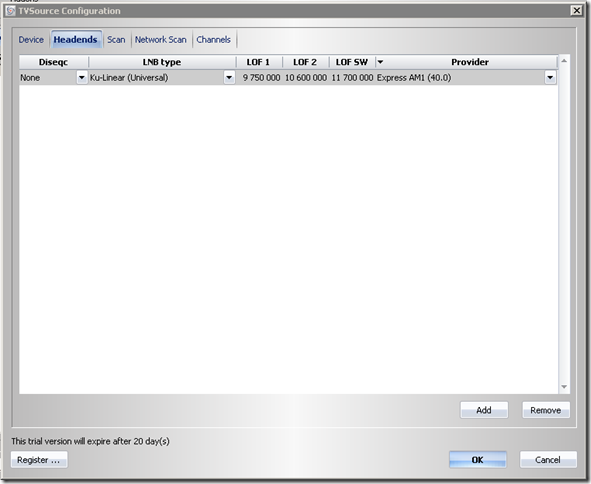 TVSource Configuration
Device Headends Scan Network Scan Channels
Diseqc LNB type LOF 1 LOF 2 LOF SW Provider
None Ku-Linear (Universal) 9 750 000 10 600 000 11 700 000 Express AM1 (40.0)
Add Remove
This trial version will expire after 20 day(s)
Register ... OK Cancel